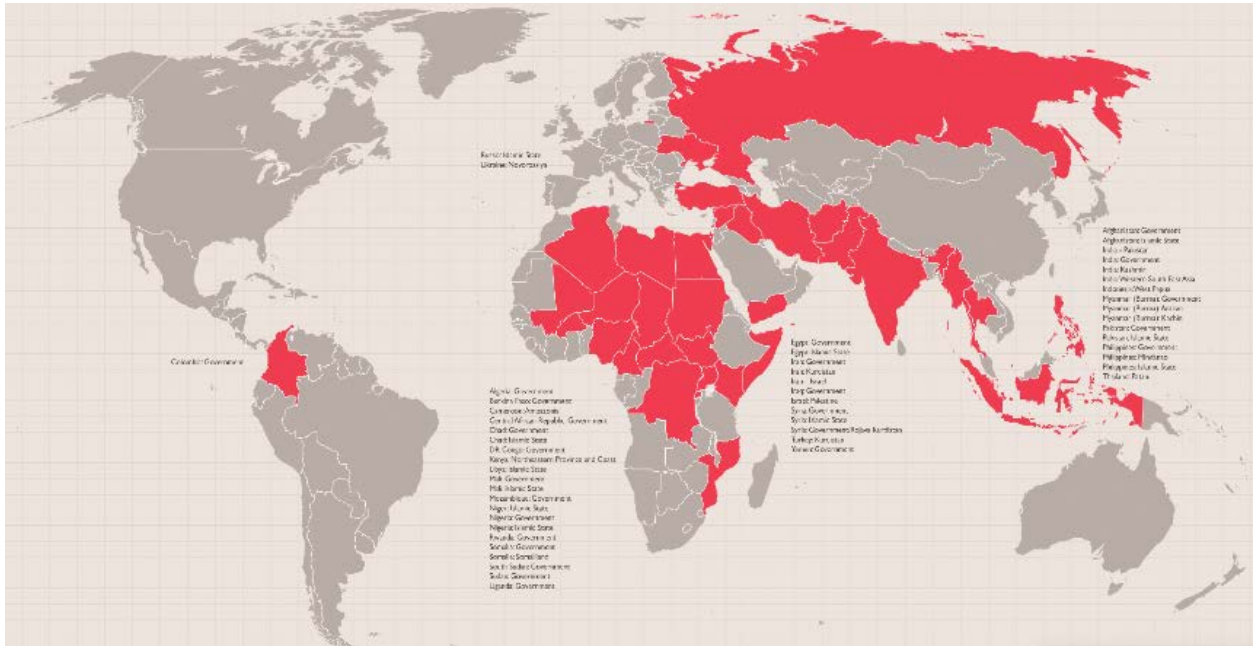 Russia: Islamic State
Ukraine: Novorossiya
Colombia: Government
Algeria: Government
Burkina Faso: Government
Cameroon: Ambazonia
Central African Republic: Government
Chad: Government
Chad: Islamic State
DR Congo: Government
Kenya: Northeastern Province and Coast
Libya: Islamic State
Mali: Government
Mali: Islamic State
Mozambique: Government
Niger: Islamic State
Nigeria: Government
Nigeria: Islamic State
Rwanda: Government
Somalia: Government
Somalia: Somaliland
South Sudan: Government
Sudan: Government
Uganda: Government
Egypt: Government
Egypt: Islamic State
Iran: Government
Iran: Kurdistan
Iran - Israel
Iraq: Government
Israel: Palestine
Syria: Government
Syria: Islamic State
Syria: Government/Rojava Kurdistan
Turkey: Kurdistan
Yemen: Government
Afghanistan: Government
Afghanistan: Islamic State
India - Pakistan
India: Government
India: Kashmir
India: Western South East Asia
Indonesia: West Papua
Myanmar (Burma): Government
Myanmar (Burma): Arakan
Myanmar (Burma): Kachin
Pakistan: Government
Pakistan: Islamic State
Philippines: Government
Philippines: Mindanao
Philippines: Islamic State
Thailand: Patani